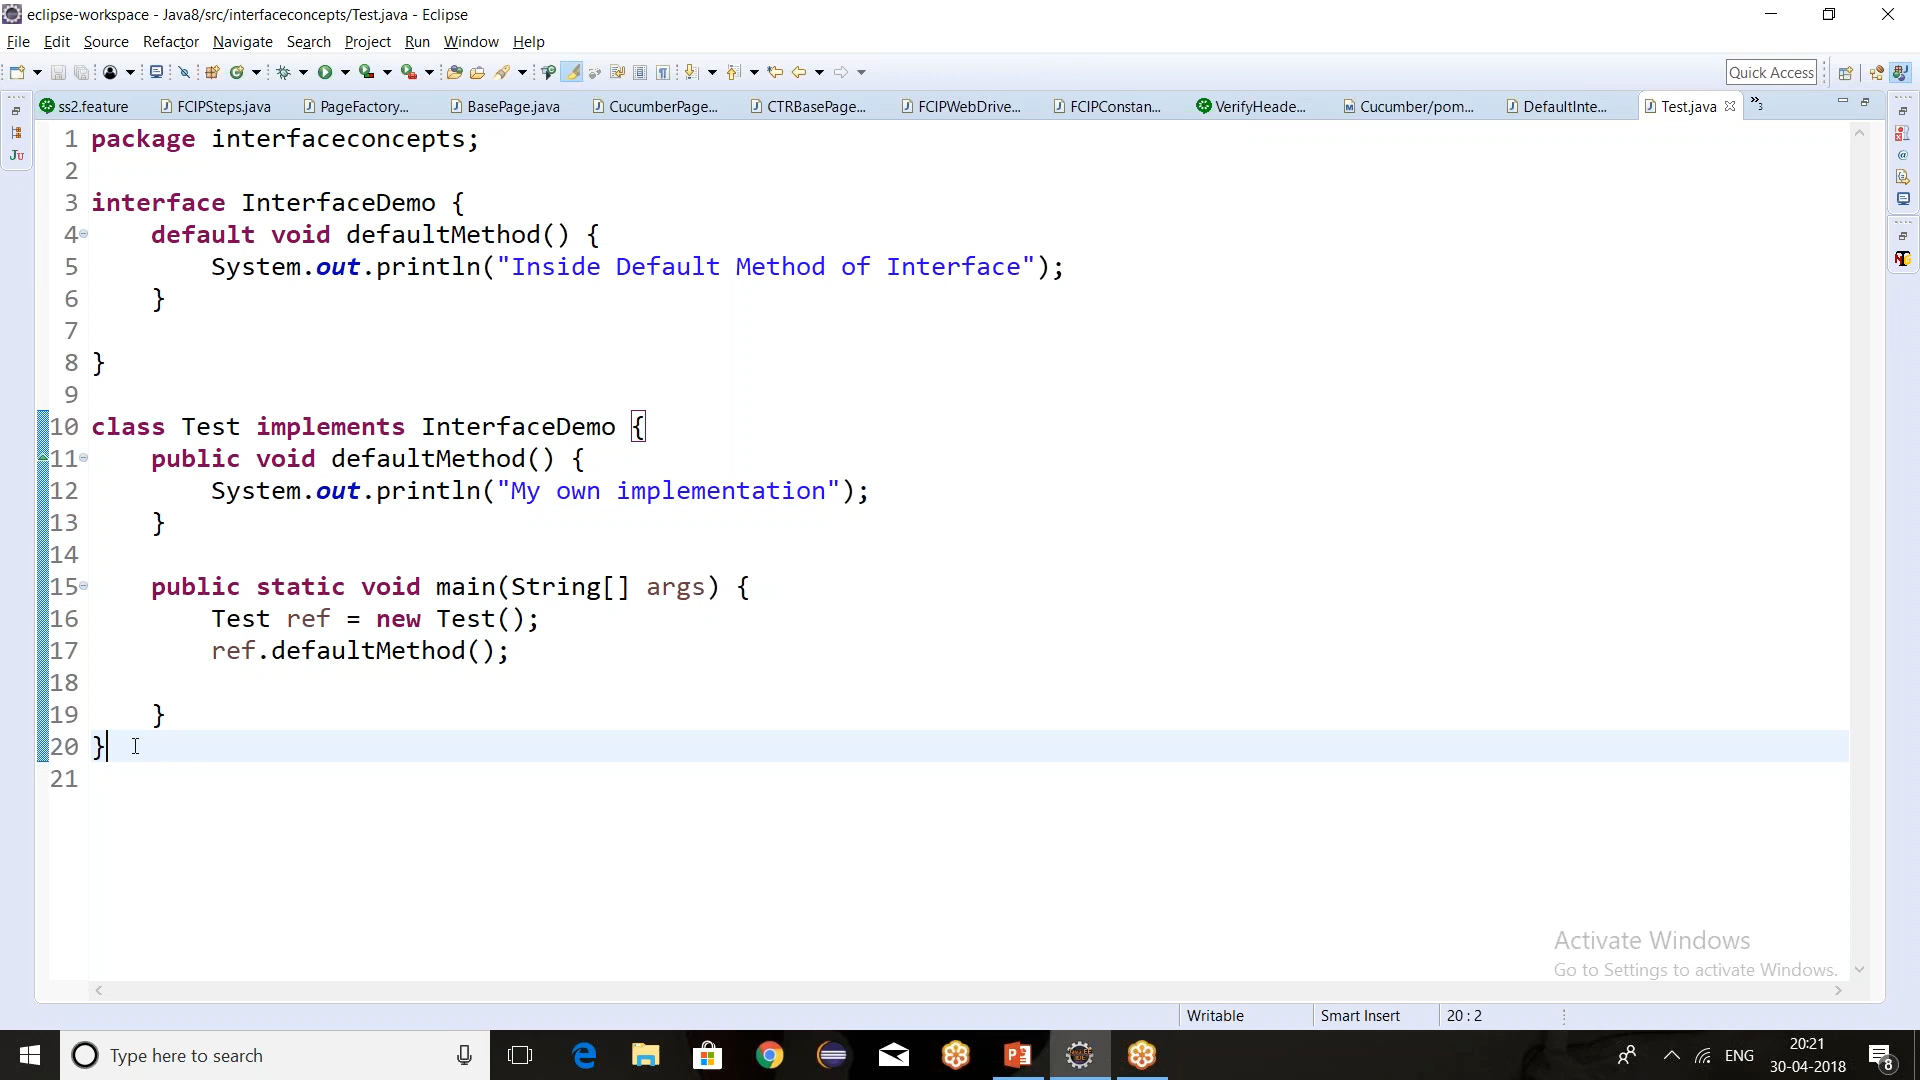 eclipse-workspace - Java8/src/interfaceconcepts/Test.java - Eclipse
File Edit Source Refactor Navigate Search Project Run Window Help
Quick Access
ss2.feature FCIPSteps.java PageFactory... BasePage.java CucumberPage... CTRBasePage... FCIPWebDrive... FCIPConstan... VerifyHeade... Cucumber/pom... DefaultInte... Test.java »3
1 package interfaceconcepts;
2
3 interface InterfaceDemo {
4 default void defaultMethod() {
5 System.out.println("Inside Default Method of Interface");
6 }
7
8 }
9
10 class Test implements InterfaceDemo {
11 public void defaultMethod() {
12 System.out.println("My own implementation");
13 }
14
15 public static void main(String[] args) {
16 Test ref = new Test();
17 ref.defaultMethod();
18
19 }
20 }
21
Activate Windows
Go to Settings to activate Windows.
Writable Smart Insert 20 : 2
Type here to search
ENG
20:21
30-04-2018
8